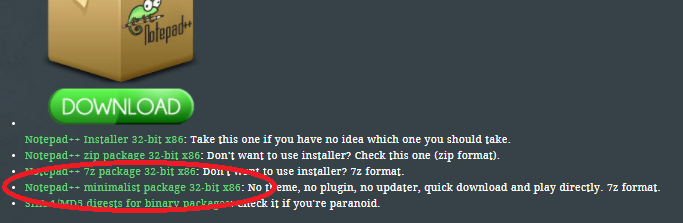 Notepad++
DOWNLOAD
Notepad++ Installer 32-bit x86: Take this one if you have no idea which one you should take.
Notepad++ zip package 32-bit x86: Don't want to use installer? Check this one (zip format).
Notepad++ 7z package 32-bit x86: Don't want to use installer? 7z format.
Notepad++ minimalist package 32-bit x86: No theme, no plugin, no updater, quick download and play directly. 7z format.
SHA-1/MD5 digests for binary packages: Check it if you're paranoid.